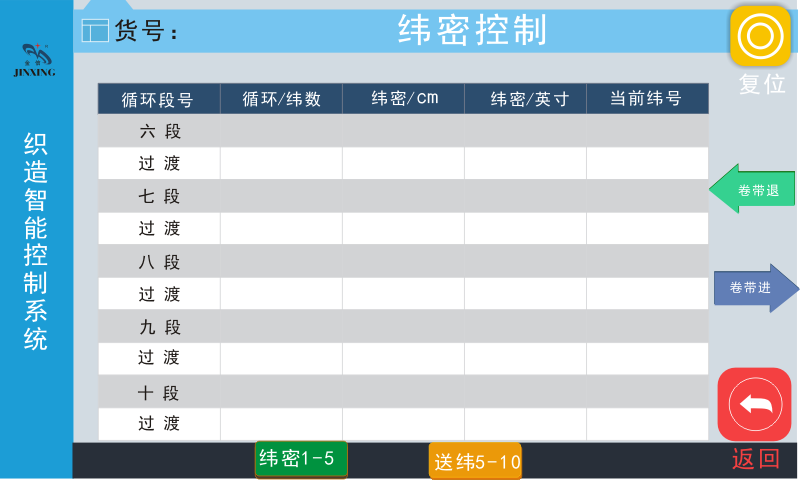 货号：
纬密控制
复位
JINXING
织造智能控制系统
循环段号 循环/纬数 纬密/cm 纬密/英寸 当前纬号
六 段
过 渡
七 段
过 渡
八 段
过 渡
九 段
过 渡
十 段
过 渡
卷带退
卷带进
返回
纬密1-5
送纬5-10